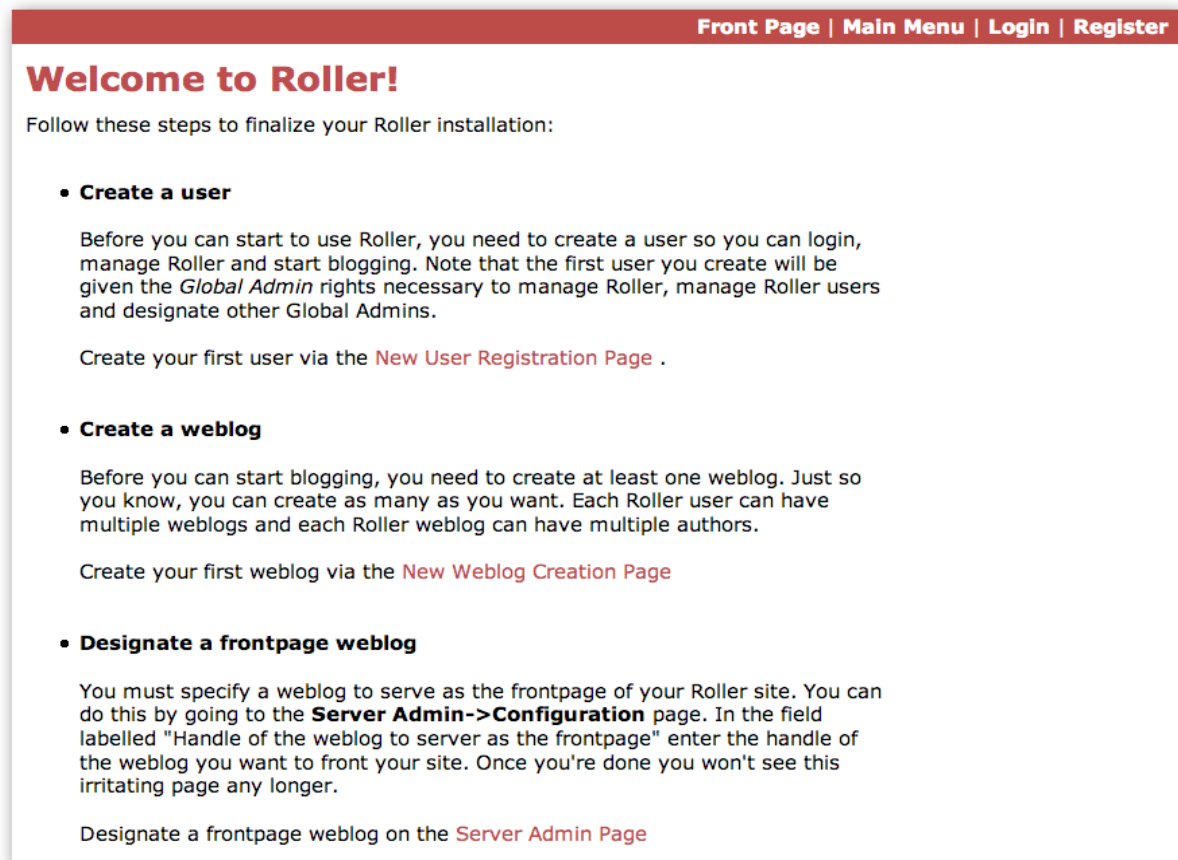 Front Page | Main Menu | Login | Register
Welcome to Roller!
Follow these steps to finalize your Roller installation:
• Create a user
Before you can start to use Roller, you need to create a user so you can login,
manage Roller and start blogging. Note that the first user you create will be
given the Global Admin rights necessary to manage Roller, manage Roller users
and designate other Global Admins.
Create your first user via the New User Registration Page .
• Create a weblog
Before you can start blogging, you need to create at least one weblog. Just so
you know, you can create as many as you want. Each Roller user can have
multiple weblogs and each Roller weblog can have multiple authors.
Create your first weblog via the New Weblog Creation Page
• Designate a frontpage weblog
You must specify a weblog to serve as the frontpage of your Roller site. You can
do this by going to the Server Admin->Configuration page. In the field
labelled "Handle of the weblog to server as the frontpage" enter the handle of
the weblog you want to front your site. Once you're done you won't see this
irritating page any longer.
Designate a frontpage weblog on the Server Admin Page